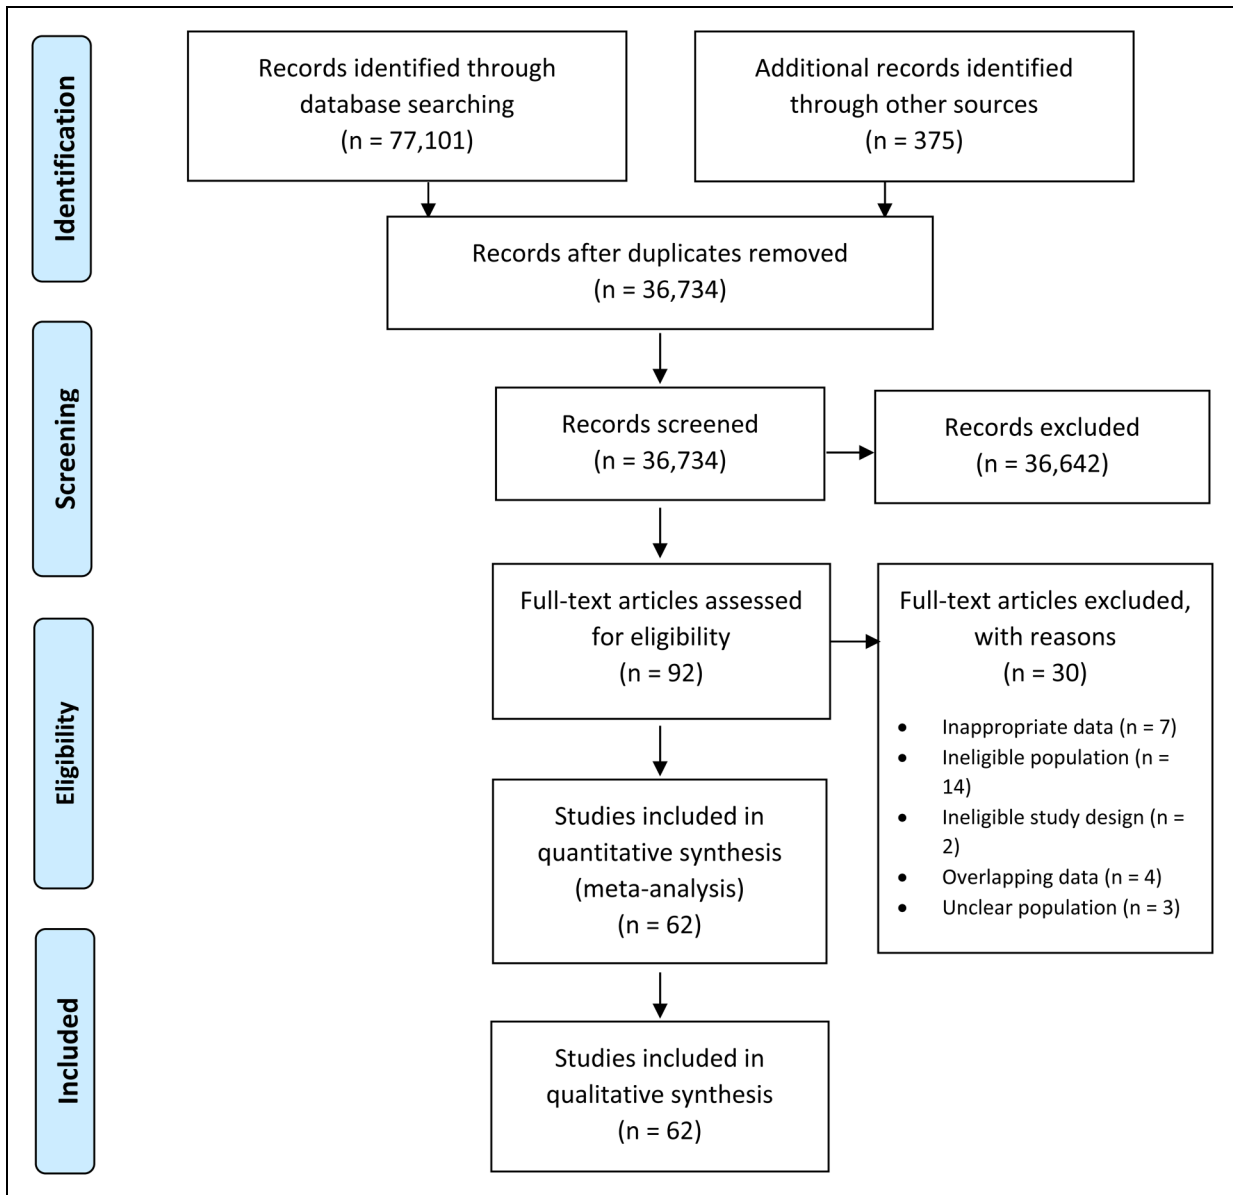 Identification
Records identified through
database searching
(n = 77,101)
Additional records identified
through other sources
(n = 375)
Records after duplicates removed
(n = 36,734)
Screening
Records screened
(n = 36,734)
Records excluded
(n = 36,642)
Eligibility
Full-text articles assessed
for eligibility
(n = 92)
Full-text articles excluded,
with reasons
(n = 30)
• Inappropriate data (n = 7)
• Ineligible population (n =
14)
• Ineligible study design (n =
2)
• Overlapping data (n = 4)
• Unclear population (n = 3)
Studies included in
quantitative synthesis
(meta-analysis)
(n = 62)
Included
Studies included in
qualitative synthesis
(n = 62)